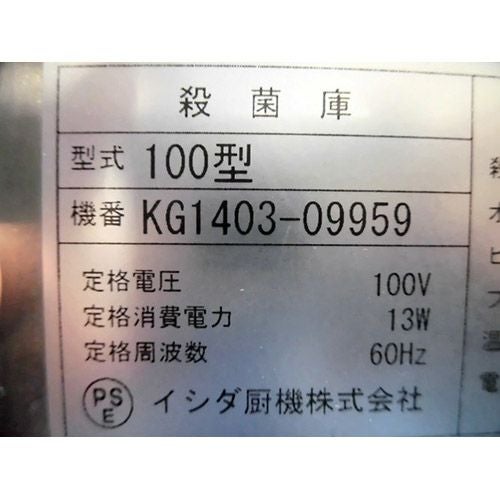 殺菌庫
型式 100型
機番 KG1403-09959
定格電圧 100V
定格消費電力 13W
定格周波数 60Hz
PSE イシダ厨機株式会社